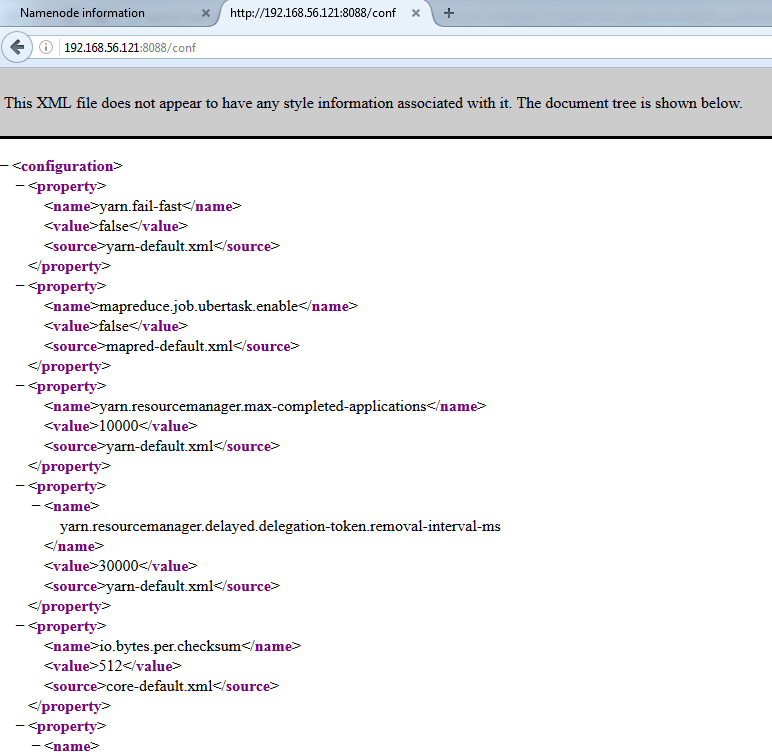 Namenode information
http://192.168.56.121:8088/conf
192.168.56.121:8088/conf
This XML file does not appear to have any style information associated with it. The document tree is shown below.
− <configuration>
− <property>
<name>yarn.fail-fast</name>
<value>false</value>
<source>yarn-default.xml</source>
</property>
− <property>
<name>mapreduce.job.ubertask.enable</name>
<value>false</value>
<source>mapred-default.xml</source>
</property>
− <property>
<name>yarn.resourcemanager.max-completed-applications</name>
<value>10000</value>
<source>yarn-default.xml</source>
</property>
− <property>
− <name>
yarn.resourcemanager.delayed.delegation-token.removal-interval-ms
</name>
<value>30000</value>
<source>yarn-default.xml</source>
</property>
− <property>
<name>io.bytes.per.checksum</name>
<value>512</value>
<source>core-default.xml</source>
</property>
− <property>
− <name>